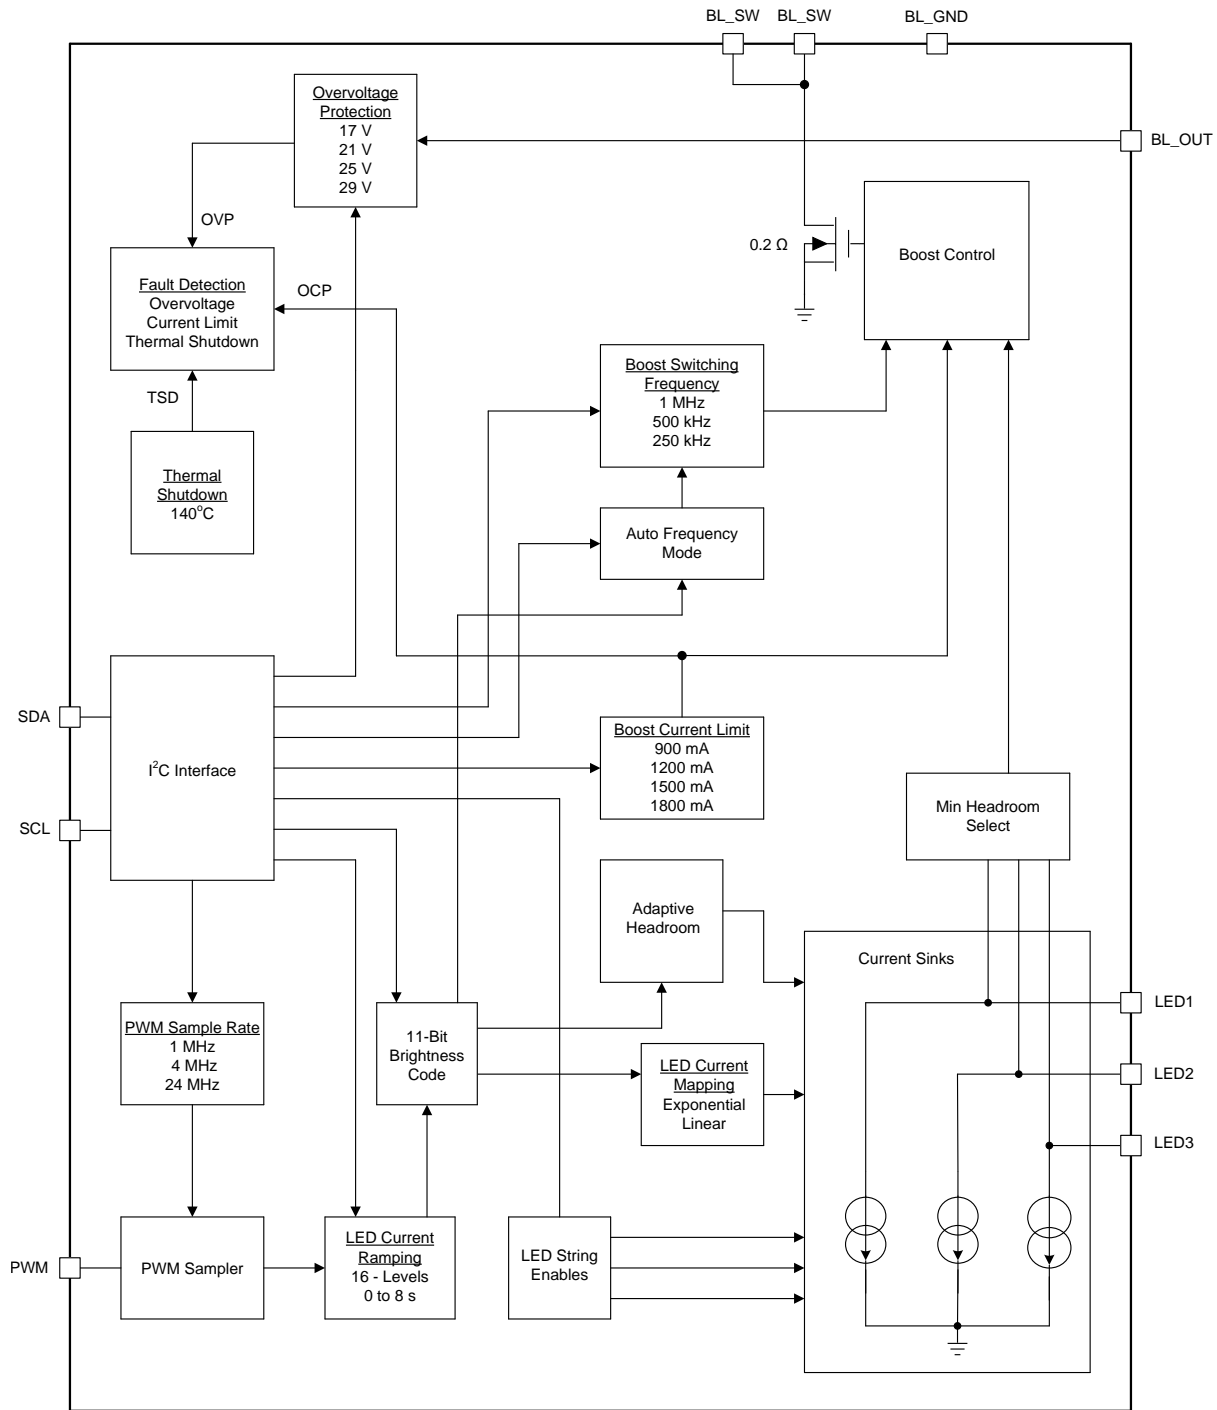 BL_SW
BL_SW
BL_GND
Overvoltage
Protection
17 V
21 V
25 V
29 V
BL_OUT
OVP
0.2 Ω
Boost Control
Fault Detection
Overvoltage
Current Limit
Thermal Shutdown
OCP
TSD
Boost Switching
Frequency
1 MHz
500 kHz
250 kHz
Thermal
Shutdown
140°C
Auto Frequency
Mode
SDA
I²C Interface
SCL
Boost Current Limit
900 mA
1200 mA
1500 mA
1800 mA
Min Headroom
Select
Adaptive
Headroom
Current Sinks
LED1
PWM Sample Rate
1 MHz
4 MHz
24 MHz
11-Bit
Brightness
Code
LED Current
Mapping
Exponential
Linear
LED2
LED3
PWM
PWM Sampler
LED Current
Ramping
16 - Levels
0 to 8 s
LED String
Enables